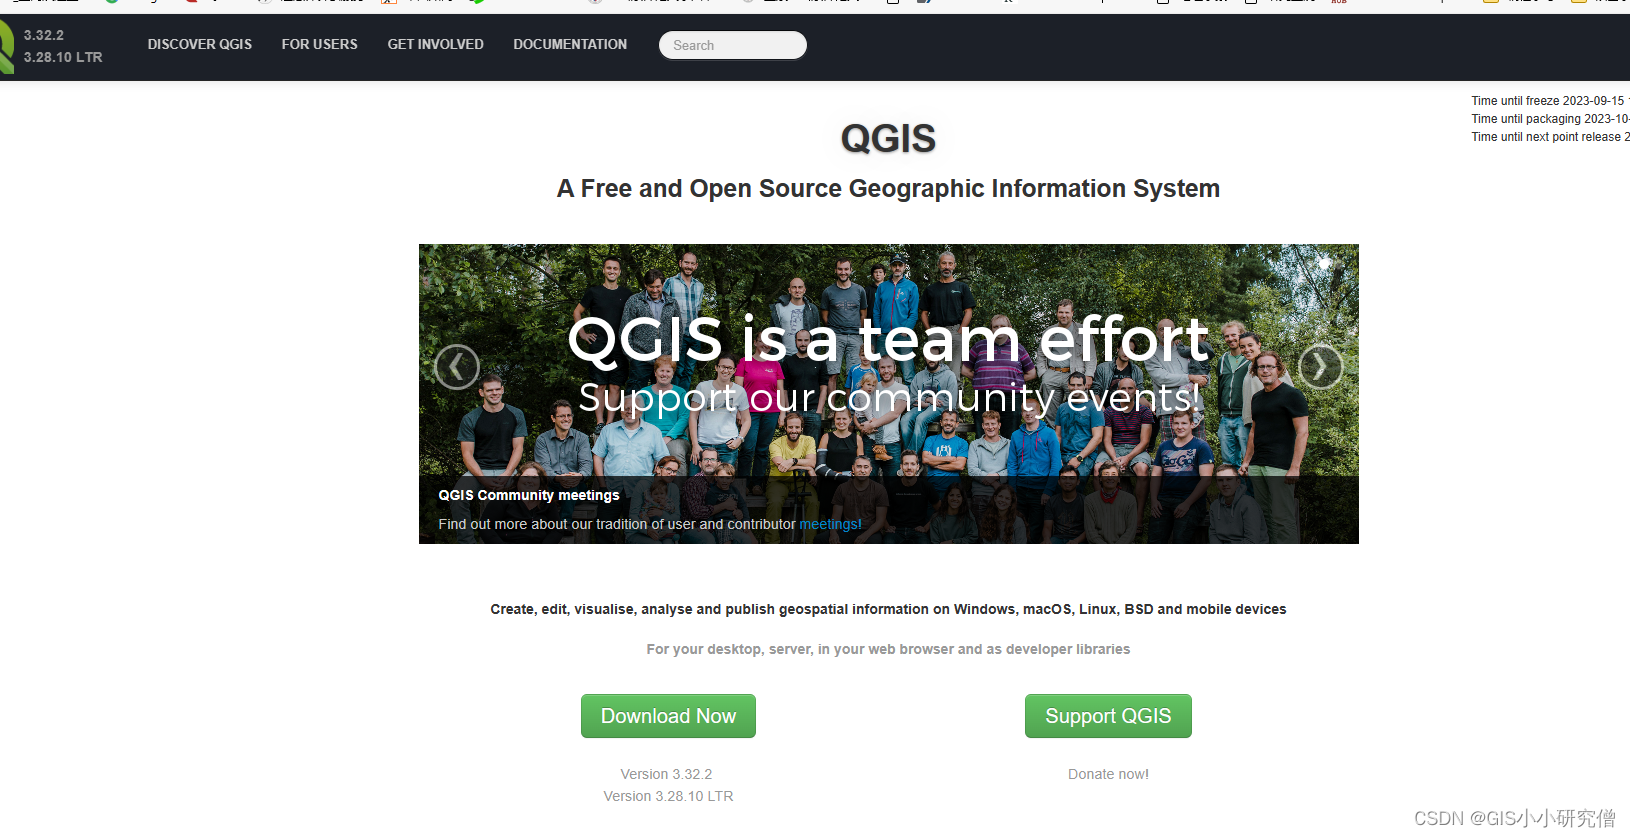 3.32.2
3.28.10 LTR
DISCOVER QGIS
FOR USERS
GET INVOLVED
DOCUMENTATION
Search
Time until freeze 2023-09-15
Time until packaging 2023-10-
Time until next point release 2
QGIS
A Free and Open Source Geographic Information System
QGIS is a team effort
Support our community events!
QGIS Community meetings
Find out more about our tradition of user and contributor meetings!
Create, edit, visualise, analyse and publish geospatial information on Windows, macOS, Linux, BSD and mobile devices
For your desktop, server, in your web browser and as developer libraries
Download Now
Support QGIS
Version 3.32.2
Version 3.28.10 LTR
Donate now!
CSDN @GIS小小研究僧